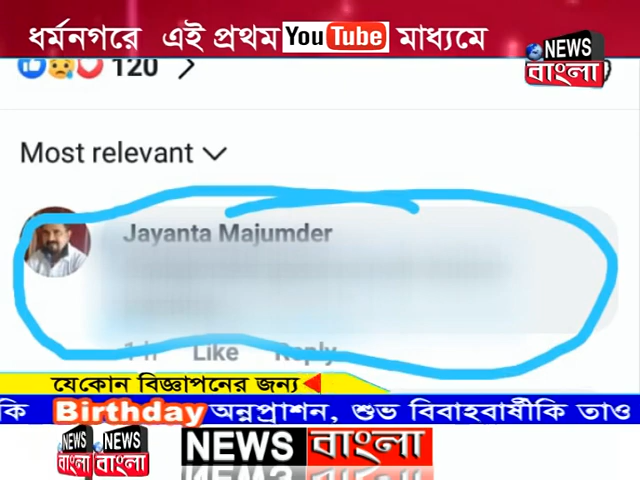 ধর্মনগরে এই প্রথম YouTube মাধ্যমে
NEWS
বাংলা
120
Most relevant
Jayanta Majumder
1 h Like Reply
যেকোন বিজ্ঞাপনের জন্য
কি Birthday অন্নপ্রাশন, শুভ বিবাহবার্ষীকি তাও
NEWS NEWS
বাংলা বাংলা
NEWS বাংলা